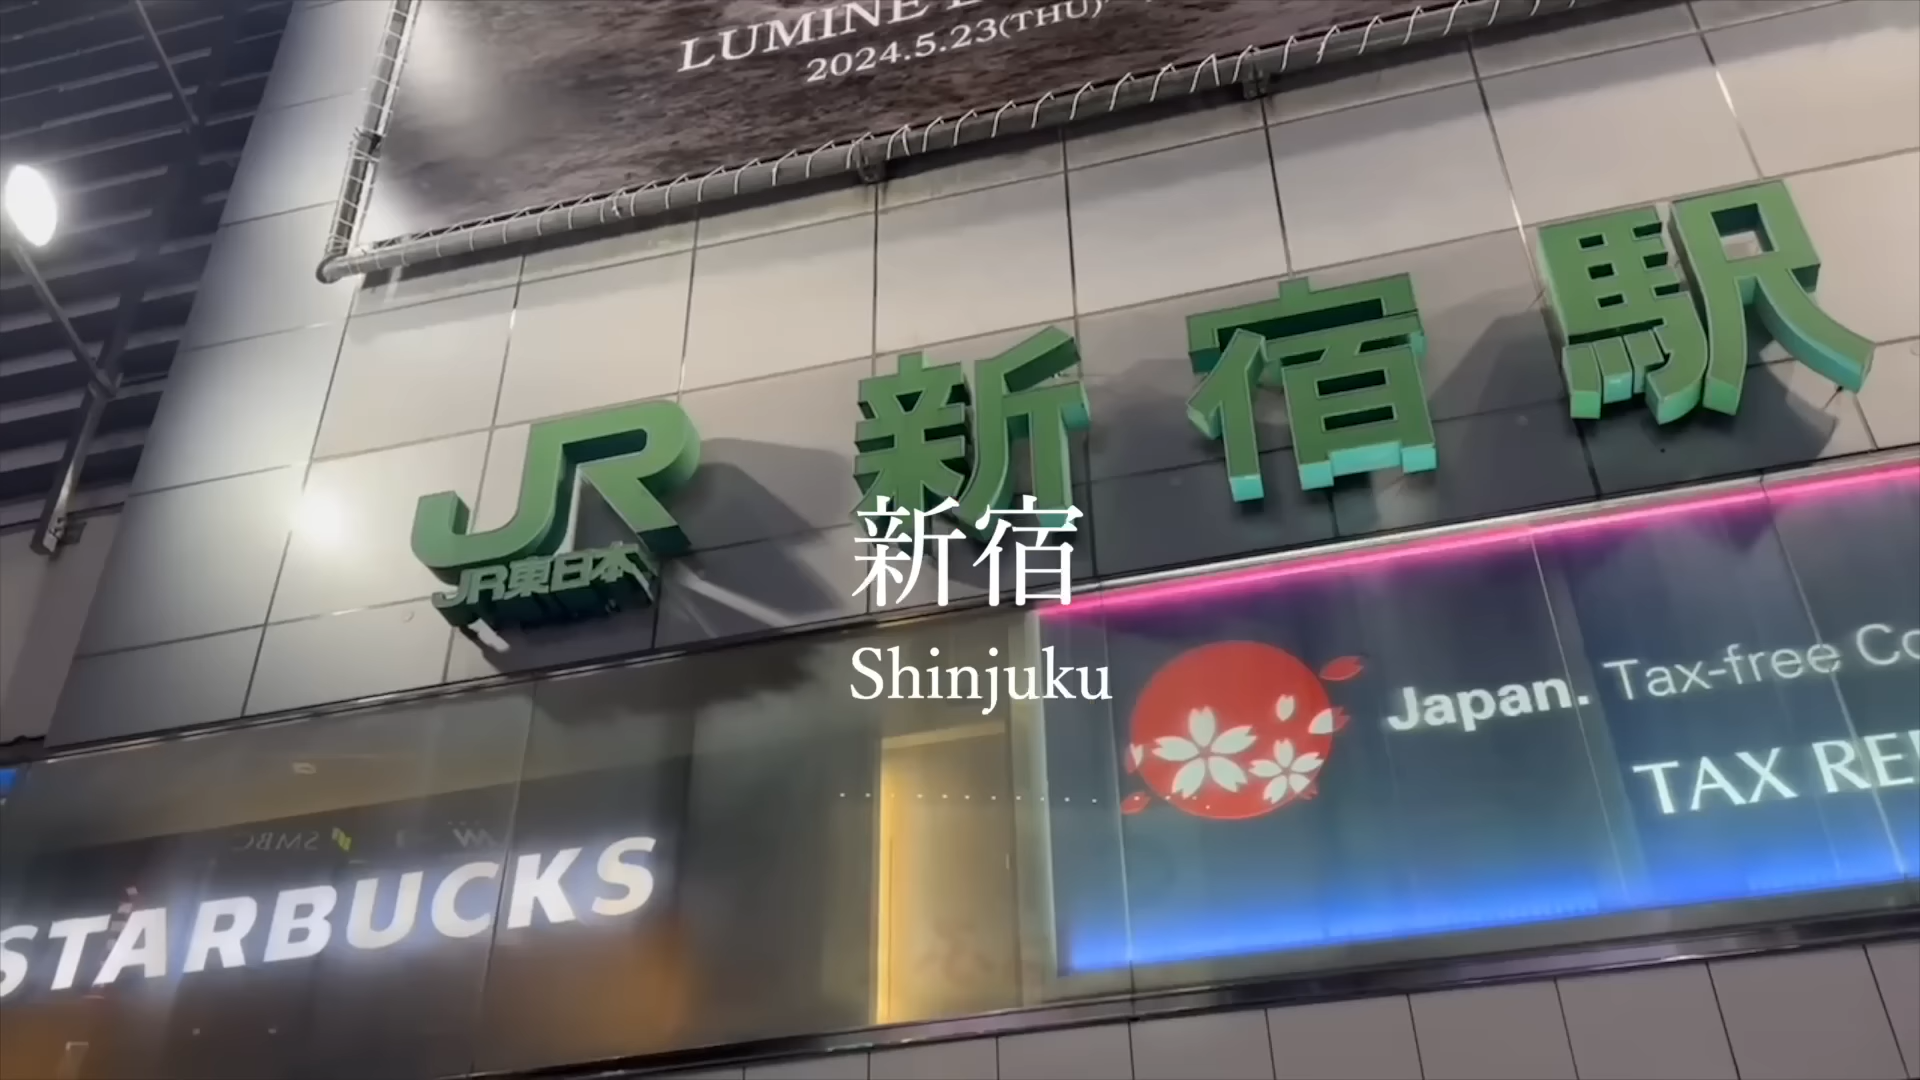 LUMINE
2024.5.23(THU)
JR 新宿駅
JR東日本
新宿
Shinjuku
Japan. Tax-free
TAX
SMBC
STARBUCKS